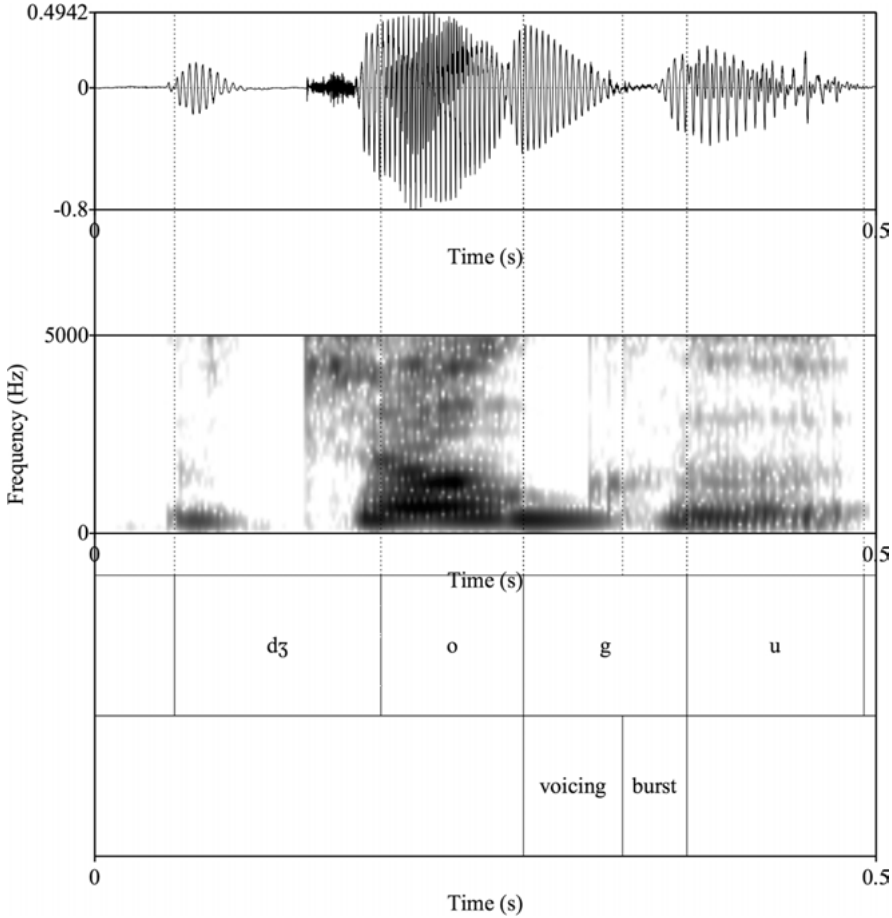 0.4942
0
-0.8
0 0.5
Time (s)
5000
Frequency (Hz)
0
0 0.5
Time (s)
dʒ o g u
voicing burst
0 0.5
Time (s)